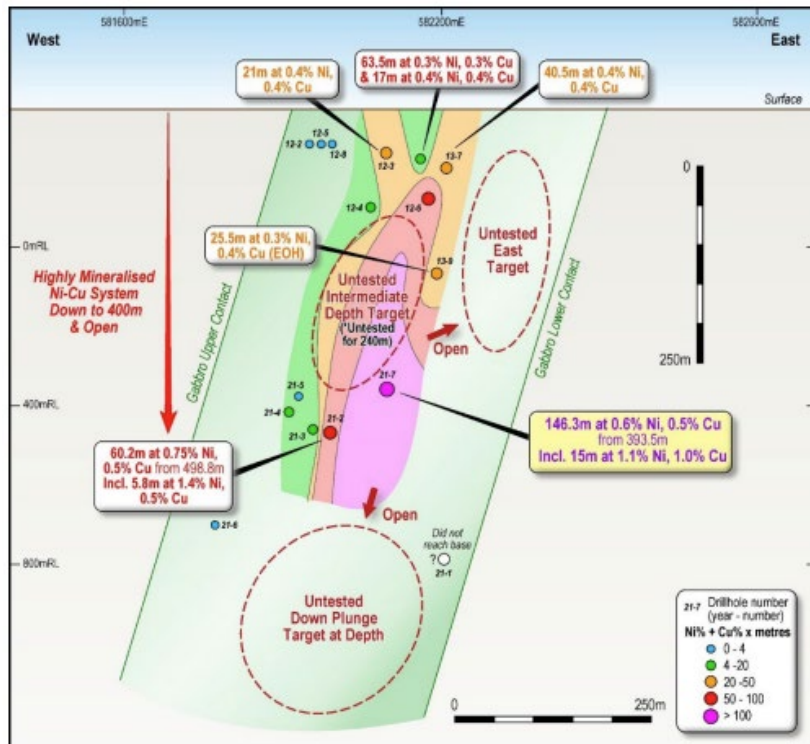 581600mE
582200mE
582600mE
West
East
21m at 0.4% Ni,
0.4% Cu
63.5m at 0.3% Ni, 0.3% Cu
& 17m at 0.4% Ni, 0.4% Cu
40.5m at 0.4% Ni,
0.4% Cu
Surface
12-5
12-2
12-8
12-3
13-7
0
12-4
12-6
0mRL
25.5m at 0.3% Ni,
0.4% Cu (EOH)
13-9
Untested
East
Target
Highly Mineralised
Ni-Cu System
Down to 400m
& Open
Gabbro Upper Contact
Untested
Intermediate
Depth Target
(*Untested
for 240m)
Open
Gabbro Lower Contact
250m
400mRL
21-5
21-4
21-3
21-2
21-7
146.3m at 0.6% Ni, 0.5% Cu
from 393.5m
Incl. 15m at 1.1% Ni, 1.0% Cu
60.2m at 0.75% Ni,
0.5% Cu from 498.8m
Incl. 5.8m at 1.4% Ni,
0.5% Cu
Open
21-6
Did not
reach base
?
21-1
800mRL
Untested
Down Plunge
Target at Depth
21-7 Drillhole number
(year - number)
Ni% + Cu% x metres
0 - 4
4 -20
20 -50
50 - 100
> 100
0
250m